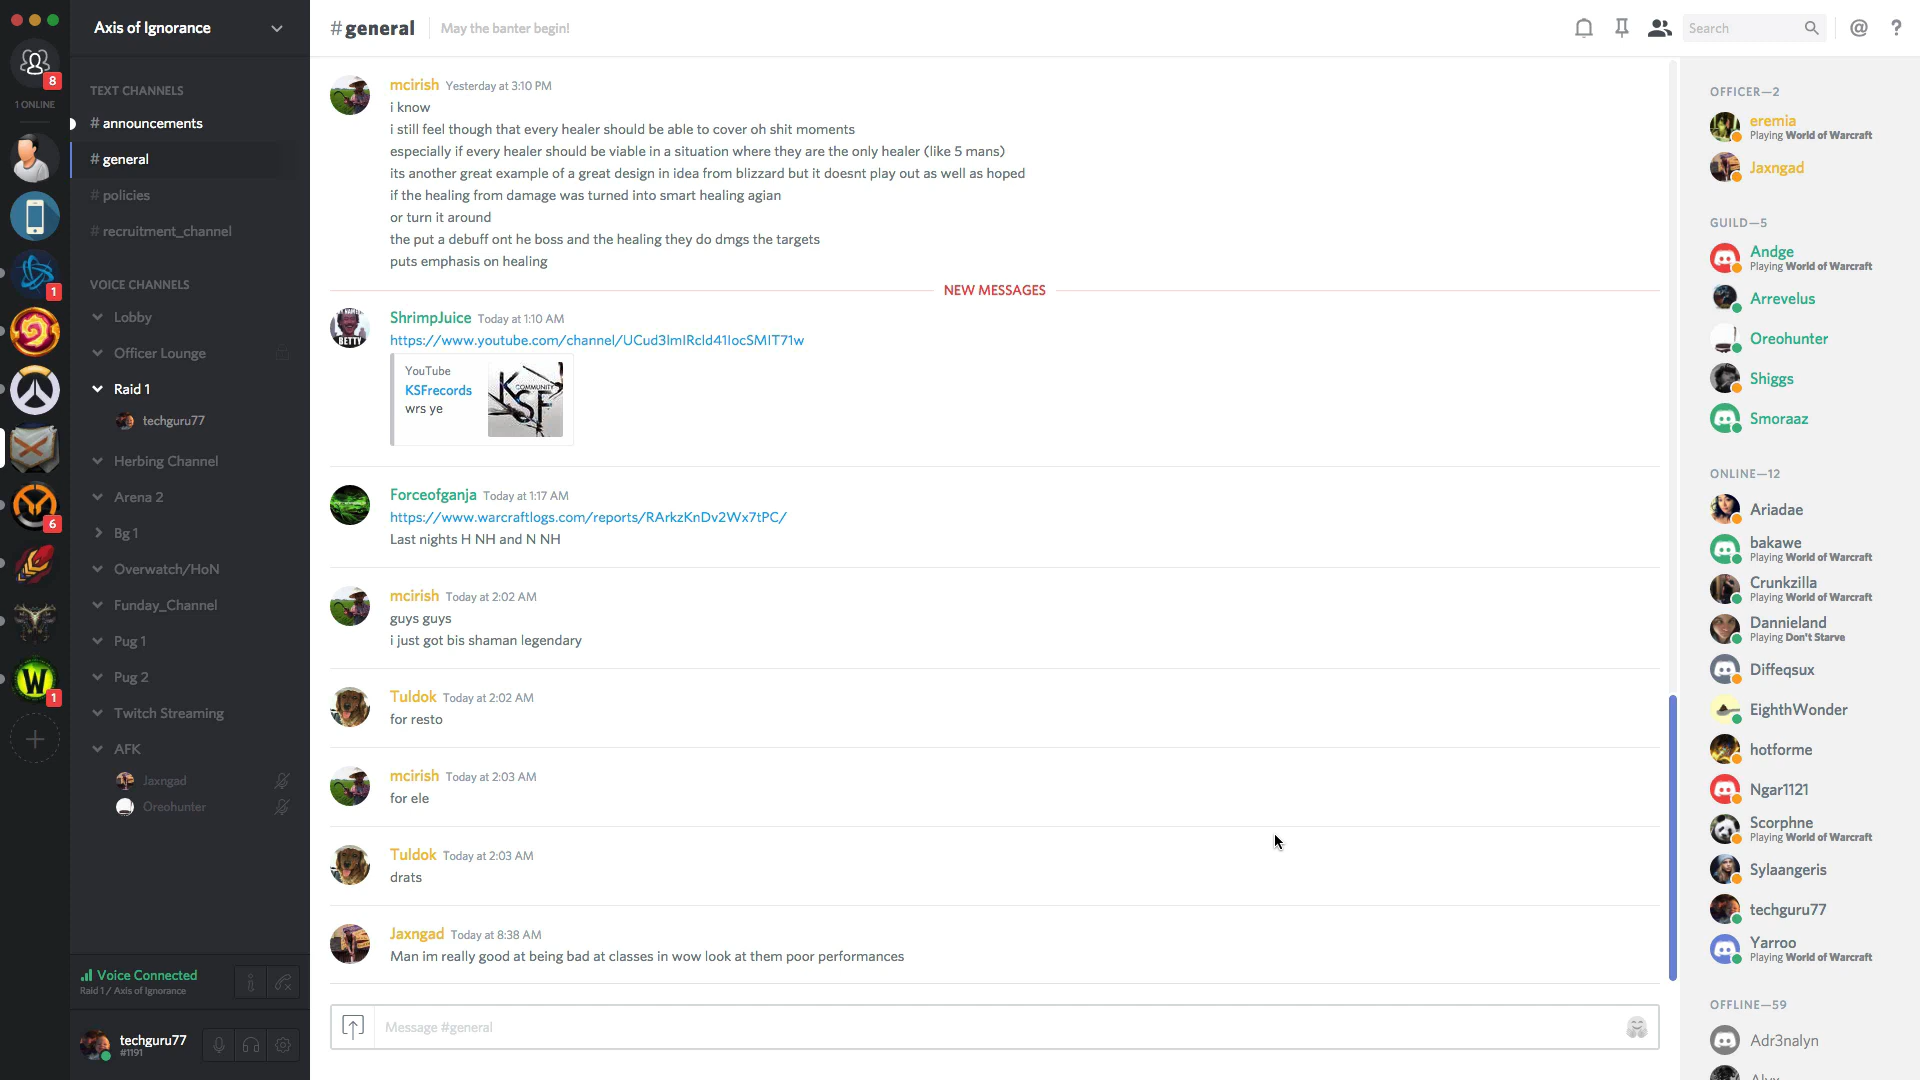 Axis of Ignorance
8
1 ONLINE
1
6
W
1
TEXT CHANNELS
# announcements
# general
# policies
# recruitment_channel
VOICE CHANNELS
Lobby
Officer Lounge
Raid 1
techguru77
Herbing Channel
Arena 2
Bg 1
Overwatch/HoN
Funday_Channel
Pug 1
Pug 2
Twitch Streaming
AFK
Jaxngad
Oreohunter
Voice Connected
Raid 1 / Axis of Ignorance
techguru77
#1191
#general
May the banter begin!
Search
@
?
mcirish Yesterday at 3:10 PM
i know
i still feel though that every healer should be able to cover oh shit moments
especially if every healer should be viable in a situation where they are the only healer (like 5 mans)
its another great example of a great design in idea from blizzard but it doesnt play out as well as hoped
if the healing from damage was turned into smart healing agian
or turn it around
the put a debuff ont he boss and the healing they do dmgs the targets
puts emphasis on healing
NEW MESSAGES
BETTY
ShrimpJuice Today at 1:10 AM
https://www.youtube.com/channel/UCud3ImIRcld41IocSMIT71w
YouTube
KSFrecords
wrs ye
COMMUNITY
KSF
Forceofganja Today at 1:17 AM
https://www.warcraftlogs.com/reports/RArkzKnDv2Wx7tPC/
Last nights H NH and N NH
mcirish Today at 2:02 AM
guys guys
i just got bis shaman legendary
Tuldok Today at 2:02 AM
for resto
mcirish Today at 2:03 AM
for ele
Tuldok Today at 2:03 AM
drats
Jaxngad Today at 8:38 AM
Man im really good at being bad at classes in wow look at them poor performances
Message #general
OFFICER—2
eremia
Playing World of Warcraft
Jaxngad
GUILD—5
Andge
Playing World of Warcraft
Arrevelus
Oreohunter
Shiggs
Smoraaz
ONLINE—12
Ariadae
bakawe
Playing World of Warcraft
Crunkzilla
Playing World of Warcraft
Dannieland
Playing Don't Starve
Diffeqsux
EighthWonder
hotforme
Ngar1121
Scorphne
Playing World of Warcraft
Sylaangeris
techguru77
Yarroo
Playing World of Warcraft
OFFLINE—59
Adr3nalyn